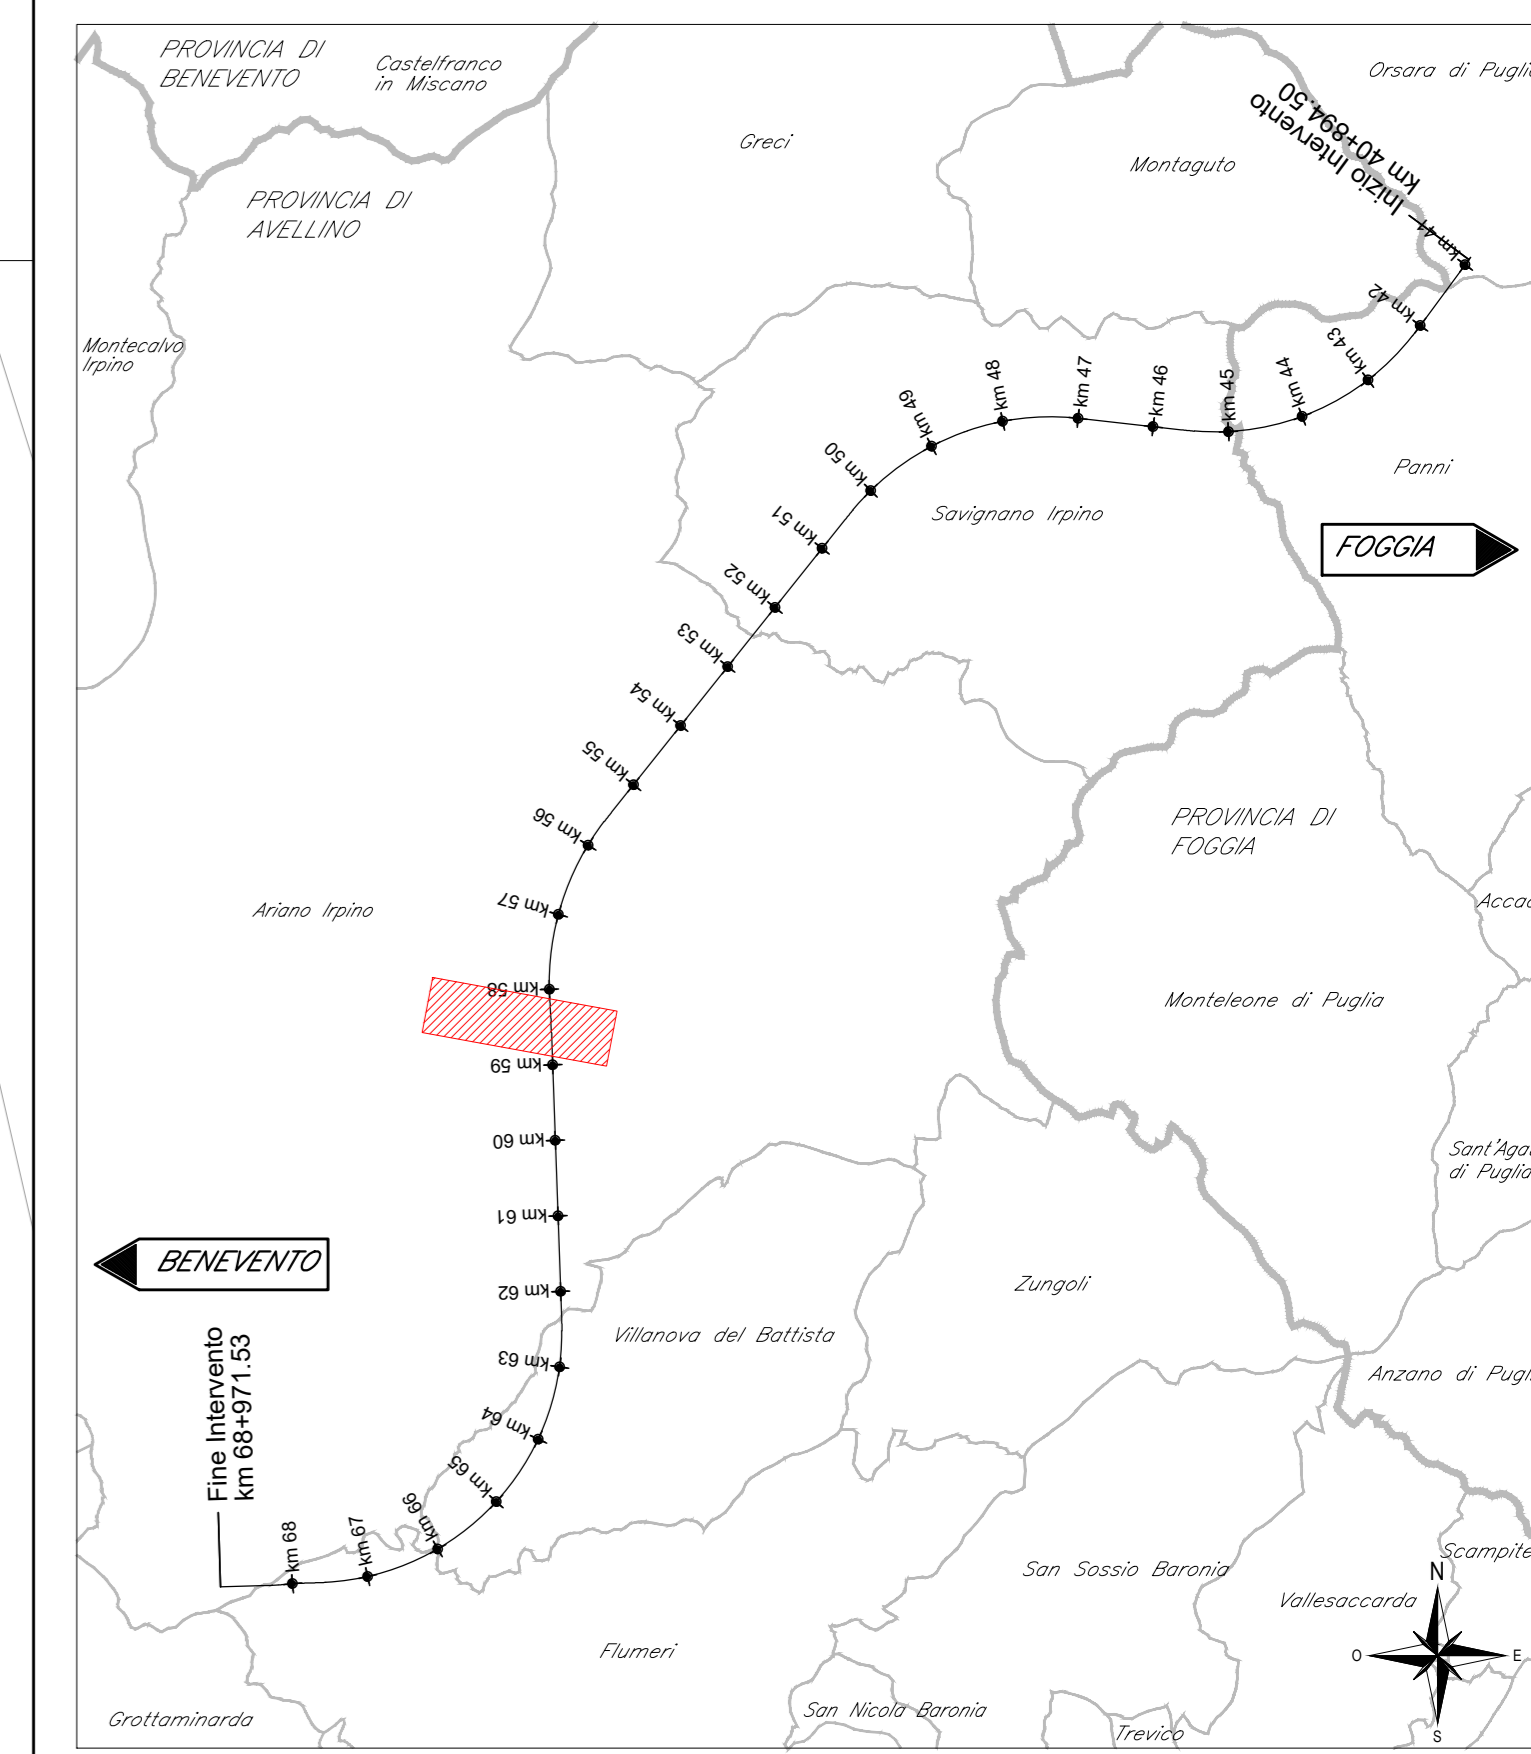 PROVINCIA DI
BENEVENTO
Castelfranco
in Miscano
Orsara di Pugli
Greci
Montaguto
Inizio Intervento
km 40+894.50
PROVINCIA DI
AVELLINO
km 41
km 42
km 43
km 44
km 45
km 46
km 47
km 48
km 49
km 50
Montecalvo
Irpino
Panni
Savignano Irpino
km 51
FOGGIA
km 52
km 53
km 54
km 55
km 56
PROVINCIA DI
FOGGIA
Ariano Irpino
km 57
Accad
km 58
Monteleone di Puglia
km 59
km 60
Sant'Aga
di Puglia
km 61
BENEVENTO
km 62
Zungoli
Villanova del Battista
km 63
Anzano di Pugl
Fine Intervento
km 68+971.53
km 64
km 65
km 66
km 67
km 68
Scampite
San Sossio Baronia
Vallesaccarda
N
O
E
S
Flumeri
San Nicola Baronia
Grottaminarda
Trevico